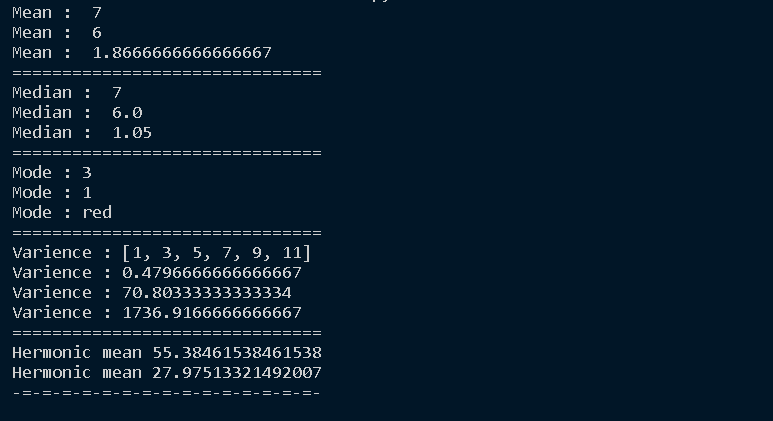 Mean :  7
Mean :  6
Mean :  1.8666666666666667
===============================
Median :  7
Median :  6.0
Median :  1.05
===============================
Mode : 3
Mode : 1
Mode : red
===============================
Varience : [1, 3, 5, 7, 9, 11]
Varience : 0.4796666666666667
Varience : 70.80333333333334
Varience : 1736.9166666666667
===============================
Hermonic mean 55.38461538461538
Hermonic mean 27.97513321492007
-=-=-=-=-=-=-=-=-=-=-=-=-=-=-=-